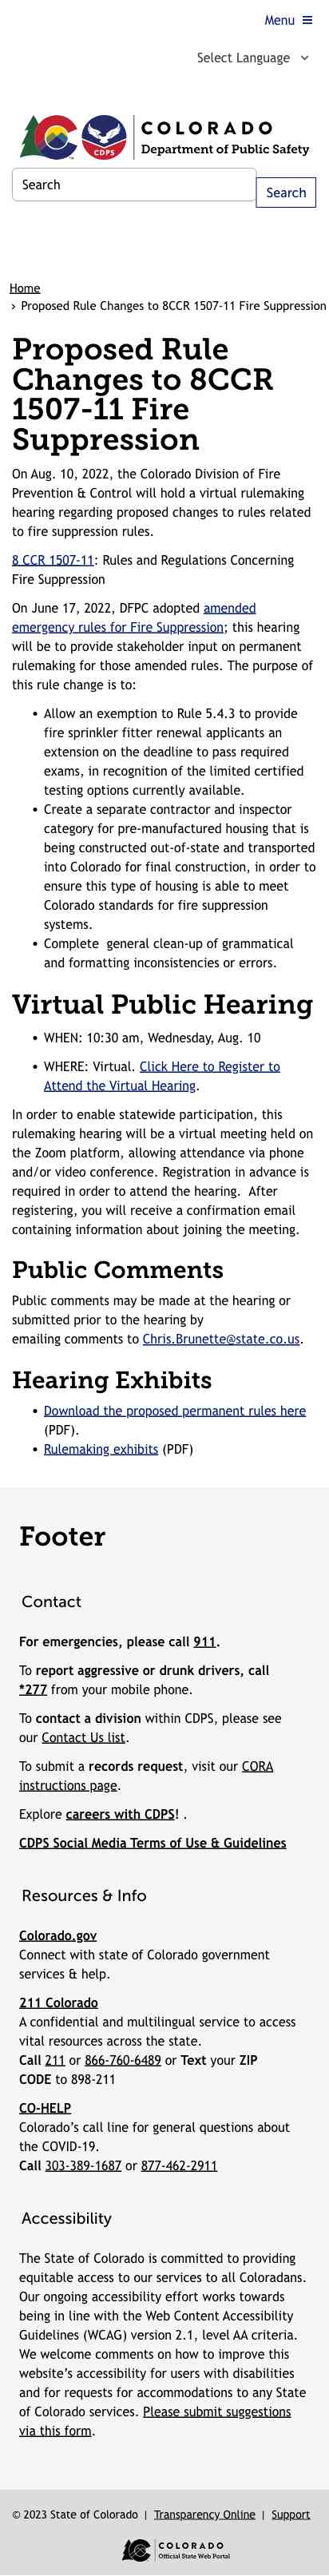 Menu ☰
Select Language
COLORADO
CDPS
Department of Public Safety
Search
Search
Home
› Proposed Rule Changes to 8CCR 1507-11 Fire Suppression
Proposed Rule
Changes to 8CCR
1507-11 Fire
Suppression
On Aug. 10, 2022, the Colorado Division of Fire
Prevention & Control will hold a virtual rulemaking
hearing regarding proposed changes to rules related
to fire suppression rules.
8 CCR 1507-11: Rules and Regulations Concerning
Fire Suppression
On June 17, 2022, DFPC adopted amended
emergency rules for Fire Suppression; this hearing
will be to provide stakeholder input on permanent
rulemaking for those amended rules. The purpose of
this rule change is to:
• Allow an exemption to Rule 5.4.3 to provide
fire sprinkler fitter renewal applicants an
extension on the deadline to pass required
exams, in recognition of the limited certified
testing options currently available.
• Create a separate contractor and inspector
category for pre-manufactured housing that is
being constructed out-of-state and transported
into Colorado for final construction, in order to
ensure this type of housing is able to meet
Colorado standards for fire suppression
systems.
• Complete general clean-up of grammatical
and formatting inconsistencies or errors.
Virtual Public Hearing
• WHEN: 10:30 am, Wednesday, Aug. 10
• WHERE: Virtual. Click Here to Register to
Attend the Virtual Hearing.
In order to enable statewide participation, this
rulemaking hearing will be a virtual meeting held on
the Zoom platform, allowing attendance via phone
and/or video conference. Registration in advance is
required in order to attend the hearing. After
registering, you will receive a confirmation email
containing information about joining the meeting.
Public Comments
Public comments may be made at the hearing or
submitted prior to the hearing by
emailing comments to Chris.Brunette@state.co.us.
Hearing Exhibits
• Download the proposed permanent rules here
(PDF).
• Rulemaking exhibits (PDF)
Footer
Contact
For emergencies, please call 911.
To report aggressive or drunk drivers, call
*277 from your mobile phone.
To contact a division within CDPS, please see
our Contact Us list.
To submit a records request, visit our CORA
instructions page.
Explore careers with CDPS! .
CDPS Social Media Terms of Use & Guidelines
Resources & Info
Colorado.gov
Connect with state of Colorado government
services & help.
211 Colorado
A confidential and multilingual service to access
vital resources across the state.
Call 211 or 866-760-6489 or Text your ZIP
CODE to 898-211
CO-HELP
Colorado's call line for general questions about
the COVID-19.
Call 303-389-1687 or 877-462-2911
Accessibility
The State of Colorado is committed to providing
equitable access to our services to all Coloradans.
Our ongoing accessibility effort works towards
being in line with the Web Content Accessibility
Guidelines (WCAG) version 2.1, level AA criteria.
We welcome comments on how to improve this
website's accessibility for users with disabilities
and for requests for accommodations to any State
of Colorado services. Please submit suggestions
via this form.
© 2023 State of Colorado | Transparency Online | Support
COLORADO
Official State Web Portal